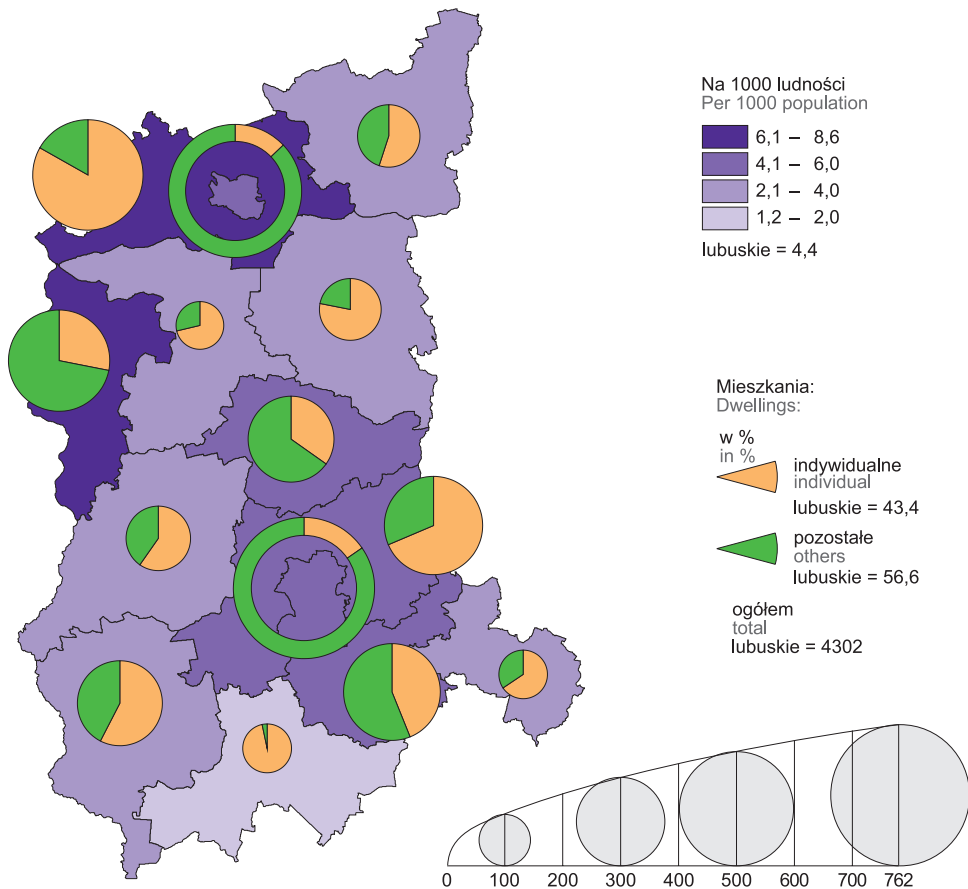 Na 1000 ludności
Per 1000 population
6,1 – 8,6
4,1 – 6,0
2,1 – 4,0
1,2 – 2,0
lubuskie = 4,4
Mieszkania:
Dwellings:
w %
in %
indywidualne
individual
lubuskie = 43,4
pozostałe
others
lubuskie = 56,6
ogółem
total
lubuskie = 4302
0 100 200 300 400 500 600 700 762